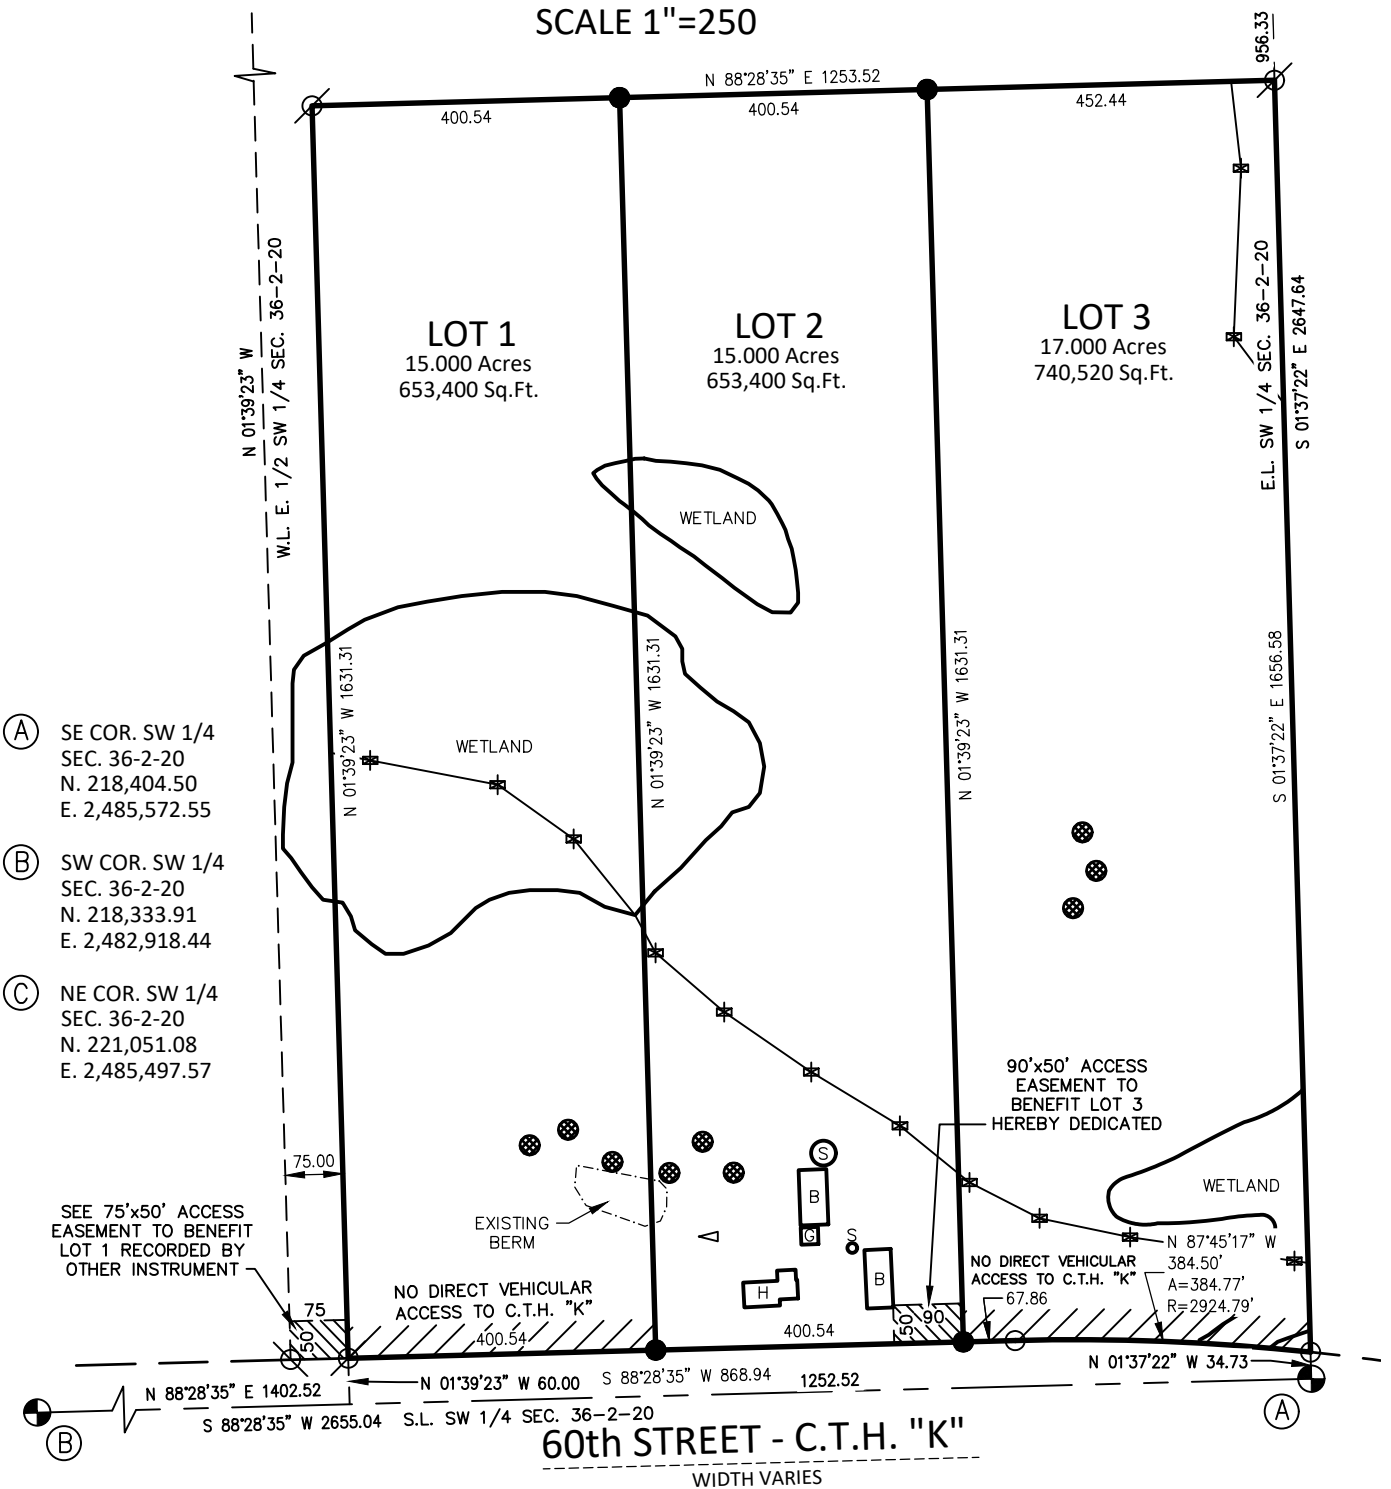 SCALE 1"=250
956.33
N 88°28'35" E 1253.52
400.54
400.54
452.44
N 01°39'23" W
W.L. E. 1/2 SW 1/4 SEC. 36-2-20
E.L. SW 1/4 SEC. 36-2-20
S 01°37'22" E 2647.64
LOT 1
15.000 Acres
653,400 Sq.Ft.
LOT 2
15.000 Acres
653,400 Sq.Ft.
LOT 3
17.000 Acres
740,520 Sq.Ft.
WETLAND
WETLAND
N 01°39'23" W 1631.31
N 01°39'23" W 1631.31
N 01°39'23" W 1631.31
S 01°37'22" E 1656.58
A SE COR. SW 1/4
SEC. 36-2-20
N. 218,404.50
E. 2,485,572.55
B SW COR. SW 1/4
SEC. 36-2-20
N. 218,333.91
E. 2,482,918.44
C NE COR. SW 1/4
SEC. 36-2-20
N. 221,051.08
E. 2,485,497.57
90'x50' ACCESS
EASEMENT TO
BENEFIT LOT 3
HEREBY DEDICATED
75.00
SEE 75'x50' ACCESS
EASEMENT TO BENEFIT
LOT 1 RECORDED BY
OTHER INSTRUMENT
EXISTING
BERM
S
B
G
S
B
H
WETLAND
N 87°45'17" W
384.50'
A=384.77'
R=2924.79'
NO DIRECT VEHICULAR
ACCESS TO C.T.H. "K"
67.86
NO DIRECT VEHICULAR
ACCESS TO C.T.H. "K"
75
50
400.54
400.54
50
90
N 01°37'22" W 34.73
N 88°28'35" E 1402.52
N 01°39'23" W 60.00
S 88°28'35" W 868.94
1252.52
S 88°28'35" W 2655.04
S.L. SW 1/4 SEC. 36-2-20
B
A
60th STREET - C.T.H. "K"
WIDTH VARIES